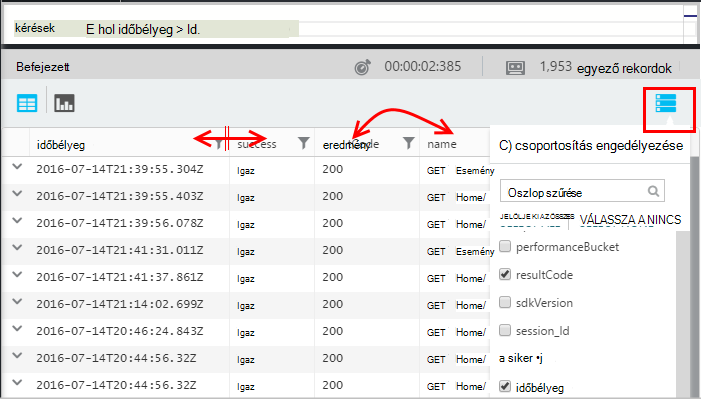 kérések E hol időbélyeg > Id.
Befejezett 00:00:02:385 1,953 egyező rekordok
időbélyeg success eredmény Code name
C) csoportosítás engedélyezése
2016-07-14T21:39:55.304Z Igaz 200 GET Esemény
2016-07-14T21:39:55.403Z Igaz 200 GET Home/
Oszlop szűrése
2016-07-14T21:39:56.078Z Igaz 200 GET Home/
JELÖLJE KI AZ ÖSSZES VÁLASSZA A NINCS
2016-07-14T21:41:31.011Z Igaz 200 GET Esemény
performanceBucket
2016-07-14T21:41:37.861Z Igaz 200 GET Home/
resultCode
2016-07-14T21:14:02.699Z Igaz 200 GET Home/
sdkVersion
2016-07-14T20:46:24.843Z Igaz 200 GET Home/
session_Id
2016-07-14T20:44:56.32Z Igaz 200 GET Home/
a siker •j
2016-07-14T20:44:56.32Z Igaz 200 GET Home/
időbélyeg